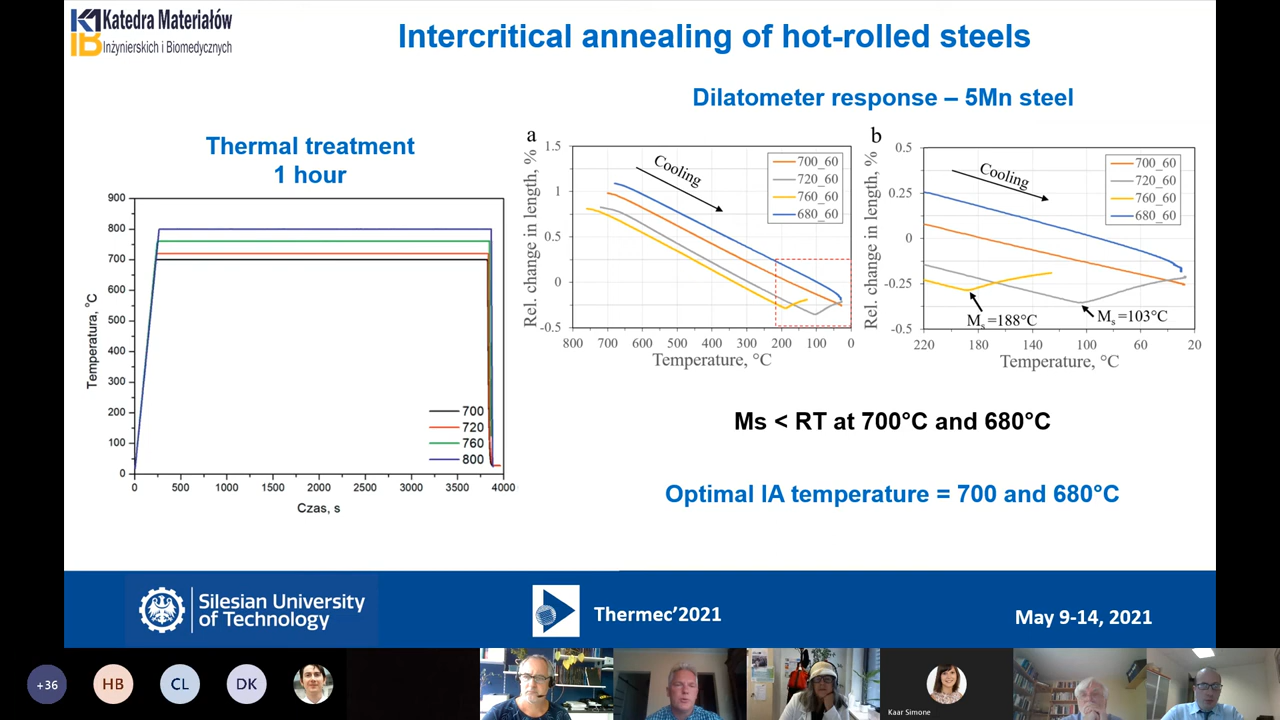 Katedra Materiałów
Inżynierskich i Biomedycznych
Intercritical annealing of hot-rolled steels
Dilatometer response – 5Mn steel
Thermal treatment
1 hour
900
800
700
600
500
400
300
200
100
0
Temperatura, °C
0 500 1000 1500 2000 2500 3000 3500 4000
Czas, s
700
720
760
800
a
1.5
1
0.5
0
-0.5
Rel. change in length, %
Cooling
700_60
720_60
760_60
680_60
800 700 600 500 400 300 200 100 0
Temperature, °C
b
0.5
0.25
0
-0.25
-0.5
Rel. change in length, %
Cooling
700_60
720_60
760_60
680_60
Ms =188°C
Ms =103°C
220 180 140 100 60 20
Temperature, °C
Ms < RT at 700°C and 680°C
Optimal IA temperature = 700 and 680°C
Silesian University
of Technology
Thermec'2021
May 9-14, 2021
+36
HB
CL
DK
Kaar Simone